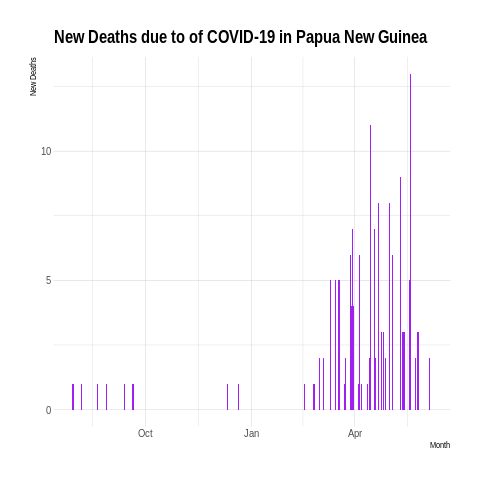 New Deaths due to of COVID-19 in Papua New Guinea
New Deaths
10
5
0
Oct Jan Apr
Month